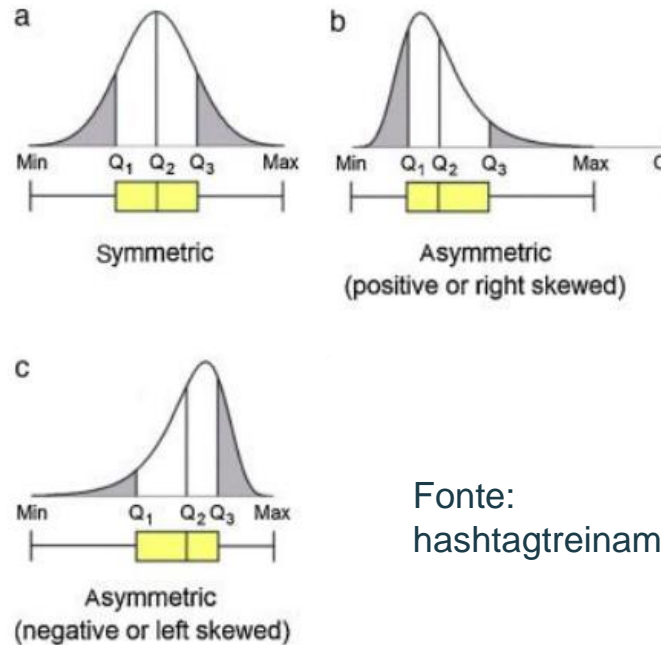 a
Min Q₁ Q₂ Q₃ Max
Symmetric
b
Min Q₁ Q₂ Q₃ Max
Asymmetric
(positive or right skewed)
c
Min Q₁ Q₂ Q₃ Max
Asymmetric
(negative or left skewed)
Fonte:
hashtagtreinam